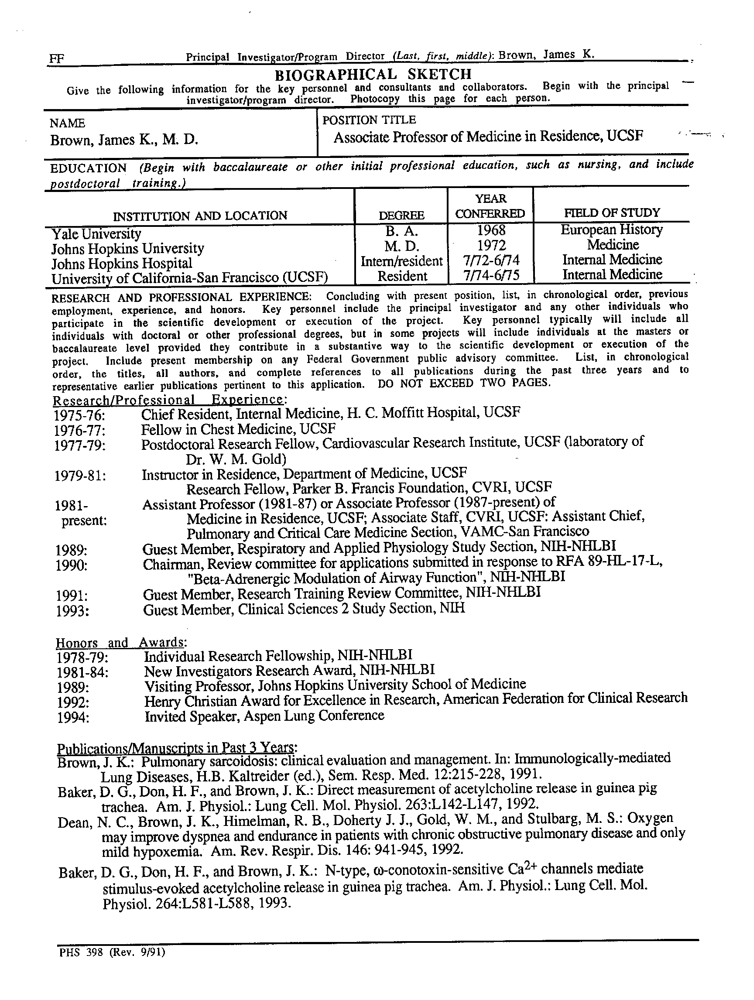 FF Principal Investigator/Program Director (Last, first, middle): Brown, James K.
BIOGRAPHICAL SKETCH
Give the following information for the key personnel and consultants and collaborators. Begin with the principal
investigator/program director. Photocopy this page for each person.
NAME POSITION TITLE
Brown, James K., M. D. Associate Professor of Medicine in Residence, UCSF
EDUCATION (Begin with baccalaureate or other initial professional education, such as nursing, and include
postdoctoral training.)
INSTITUTION AND LOCATION DEGREE YEAR CONFERRED FIELD OF STUDY
Yale University B. A. 1968 European History
Johns Hopkins University M. D. 1972 Medicine
Johns Hopkins Hospital Intern/resident 7/72-6/74 Internal Medicine
University of California-San Francisco (UCSF) Resident 7/74-6/75 Internal Medicine
RESEARCH AND PROFESSIONAL EXPERIENCE: Concluding with present position, list, in chronological order, previous
employment, experience, and honors. Key personnel include the principal investigator and any other individuals who
participate in the scientific development or execution of the project. Key personnel typically will include all
individuals with doctoral or other professional degrees, but in some projects will include individuals at the masters or
baccalaureate level provided they contribute in a substantive way to the scientific development or execution of the
project. Include present membership on any Federal Government public advisory committee. List, in chronological
order, the titles, all authors, and complete references to all publications during the past three years and to
representative earlier publications pertinent to this application. DO NOT EXCEED TWO PAGES.
Research/Professional Experience:
1975-76: Chief Resident, Internal Medicine, H. C. Moffitt Hospital, UCSF
1976-77: Fellow in Chest Medicine, UCSF
1977-79: Postdoctoral Research Fellow, Cardiovascular Research Institute, UCSF (laboratory of
Dr. W. M. Gold)
1979-81: Instructor in Residence, Department of Medicine, UCSF
Research Fellow, Parker B. Francis Foundation, CVRI, UCSF
1981- Assistant Professor (1981-87) or Associate Professor (1987-present) of
present: Medicine in Residence, UCSF; Associate Staff, CVRI, UCSF: Assistant Chief,
Pulmonary and Critical Care Medicine Section, VAMC-San Francisco
1989: Guest Member, Respiratory and Applied Physiology Study Section, NIH-NHLBI
1990: Chairman, Review committee for applications submitted in response to RFA 89-HL-17-L,
"Beta-Adrenergic Modulation of Airway Function", NIH-NHLBI
1991: Guest Member, Research Training Review Committee, NIH-NHLBI
1993: Guest Member, Clinical Sciences 2 Study Section, NIH
Honors and Awards:
1978-79: Individual Research Fellowship, NIH-NHLBI
1981-84: New Investigators Research Award, NIH-NHLBI
1989: Visiting Professor, Johns Hopkins University School of Medicine
1992: Henry Christian Award for Excellence in Research, American Federation for Clinical Research
1994: Invited Speaker, Aspen Lung Conference
Publications/Manuscripts in Past 3 Years:
Brown, J. K.: Pulmonary sarcoidosis: clinical evaluation and management. In: Immunologically-mediated
Lung Diseases, H.B. Kaltreider (ed.), Sem. Resp. Med. 12:215-228, 1991.
Baker, D. G., Don, H. F., and Brown, J. K.: Direct measurement of acetylcholine release in guinea pig
trachea. Am. J. Physiol.: Lung Cell. Mol. Physiol. 263:L142-L147, 1992.
Dean, N. C., Brown, J. K., Himelman, R. B., Doherty J. J., Gold, W. M., and Stulbarg, M. S.: Oxygen
may improve dyspnea and endurance in patients with chronic obstructive pulmonary disease and only
mild hypoxemia. Am. Rev. Respir. Dis. 146: 941-945, 1992.
Baker, D. G., Don, H. F., and Brown, J. K.: N-type, ω-conotoxin-sensitive Ca2+ channels mediate
stimulus-evoked acetylcholine release in guinea pig trachea. Am. J. Physiol.: Lung Cell. Mol.
Physiol. 264:L581-L588, 1993.
PHS 398 (Rev. 9/91)